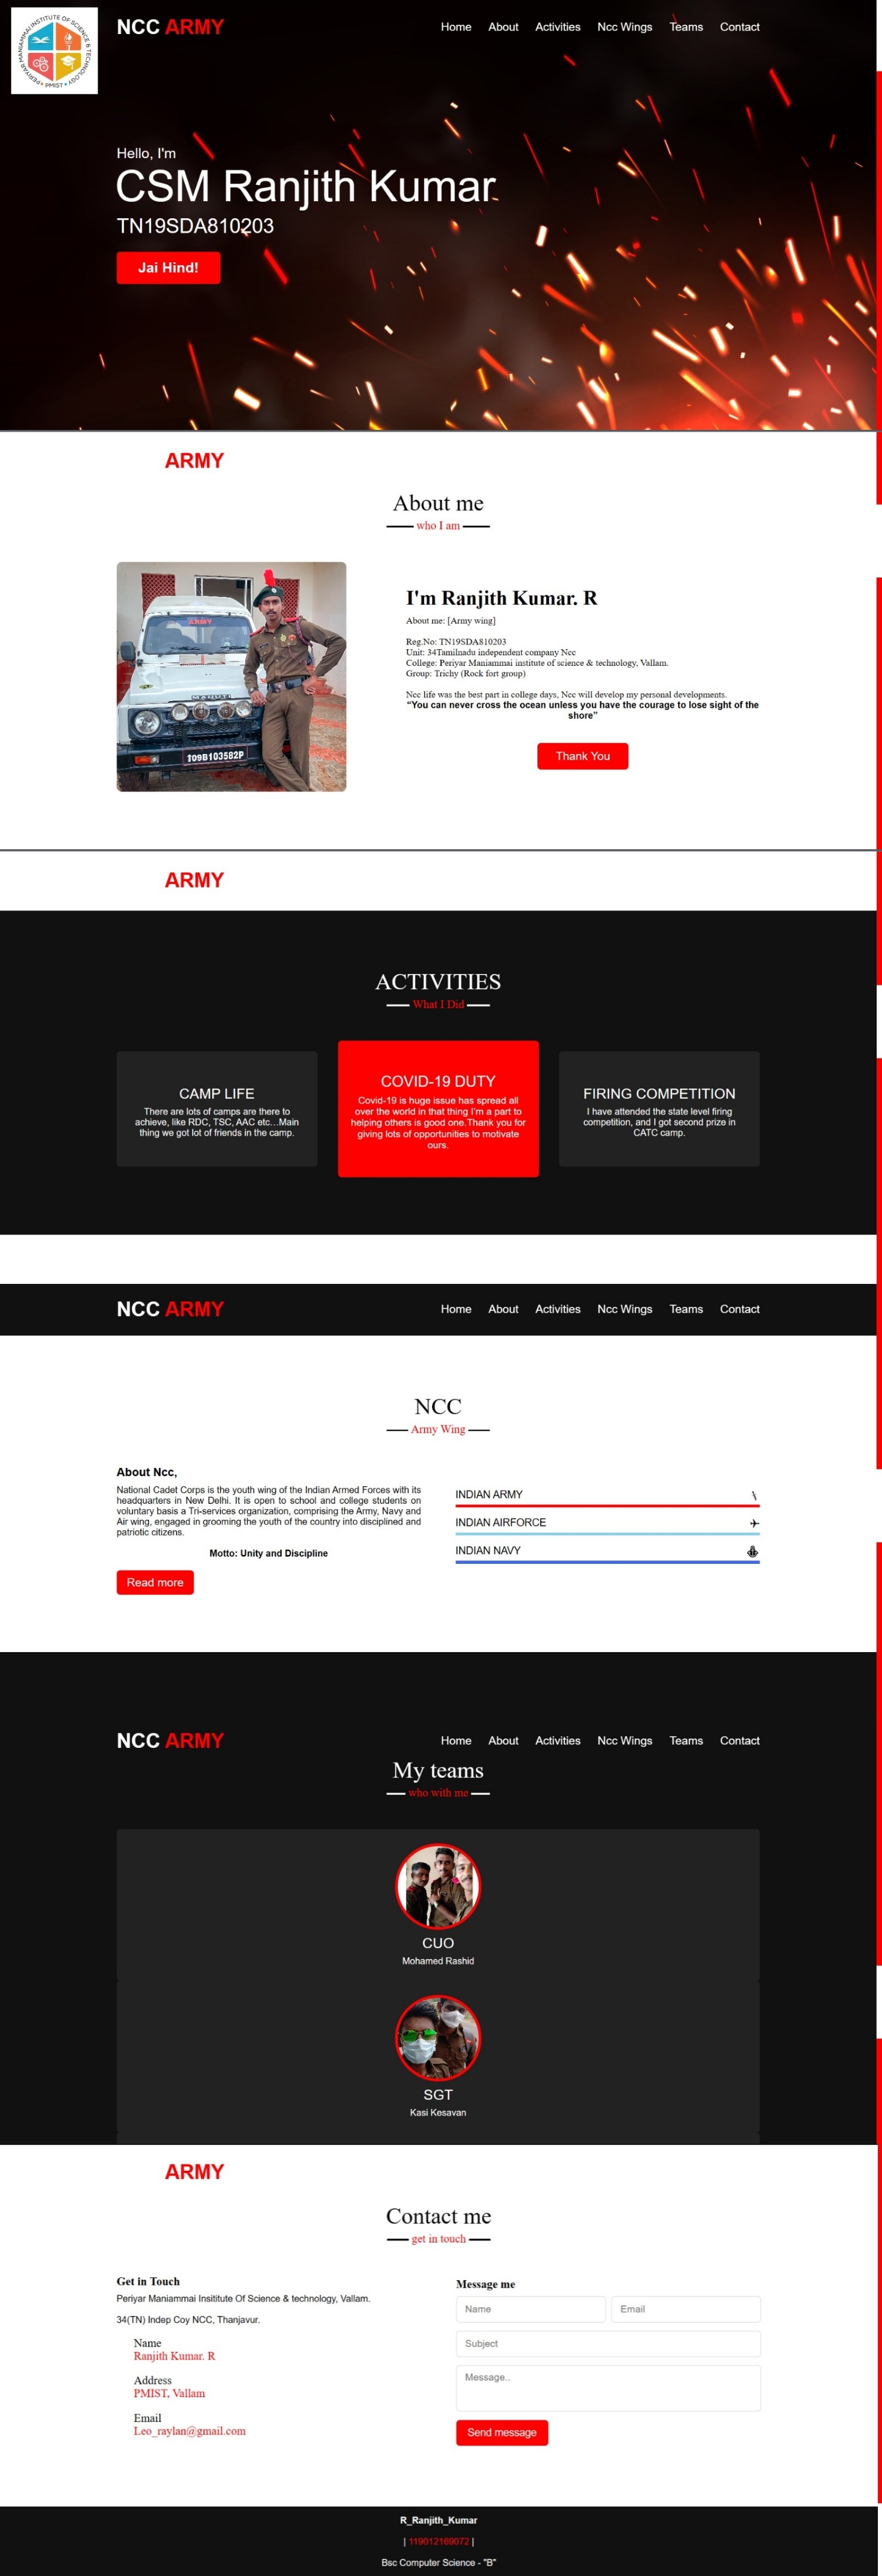 PERIYAR MANIAMMAI INSTITUTE OF SCIENCE & TECHNOLOGY
• PMIST •
NCC ARMY
Home About Activities Ncc Wings Teams Contact
Hello, I'm
CSM Ranjith Kumar
TN19SDA810203
Jai Hind!
ARMY
About me
who I am
ARMY
I'm Ranjith Kumar. R
About me: [Army wing]
Reg.No: TN19SDA810203
Unit: 34Tamilnadu independent company Ncc
College: Periyar Maniammai institute of science & technology, Vallam.
Group: Trichy (Rock fort group)
Ncc life was the best part in college days, Ncc will develop my personal developments.
“You can never cross the ocean unless you have the courage to lose sight of the
shore”
Thank You
ARMY
ACTIVITIES
What I Did
CAMP LIFE
There are lots of camps are there to
achieve, like RDC, TSC, AAC etc...Main
thing we got lot of friends in the camp.
COVID-19 DUTY
Covid-19 is huge issue has spread all
over the world in that thing I'm a part to
helping others is good one.Thank you for
giving lots of opportunities to motivate
ours.
FIRING COMPETITION
I have attended the state level firing
competition, and I got second prize in
CATC camp.
NCC ARMY
Home About Activities Ncc Wings Teams Contact
NCC
Army Wing
About Ncc,
National Cadet Corps is the youth wing of the Indian Armed Forces with its
headquarters in New Delhi. It is open to school and college students on
voluntary basis a Tri-services organization, comprising the Army, Navy and
Air wing, engaged in grooming the youth of the country into disciplined and
patriotic citizens.
Motto: Unity and Discipline
Read more
INDIAN ARMY
INDIAN AIRFORCE
INDIAN NAVY
NCC ARMY
Home About Activities Ncc Wings Teams Contact
My teams
who with me
CUO
Mohamed Rashid
SGT
Kasi Kesavan
ARMY
Contact me
get in touch
Get in Touch
Periyar Maniammai Insititute Of Science & technology, Vallam.
34(TN) Indep Coy NCC, Thanjavur.
Name
Ranjith Kumar. R
Address
PMIST, Vallam
Email
Leo_raylan@gmail.com
Message me
Name Email
Subject
Message..
Send message
R_Ranjith_Kumar
| 119012169072 |
Bsc Computer Science - "B"